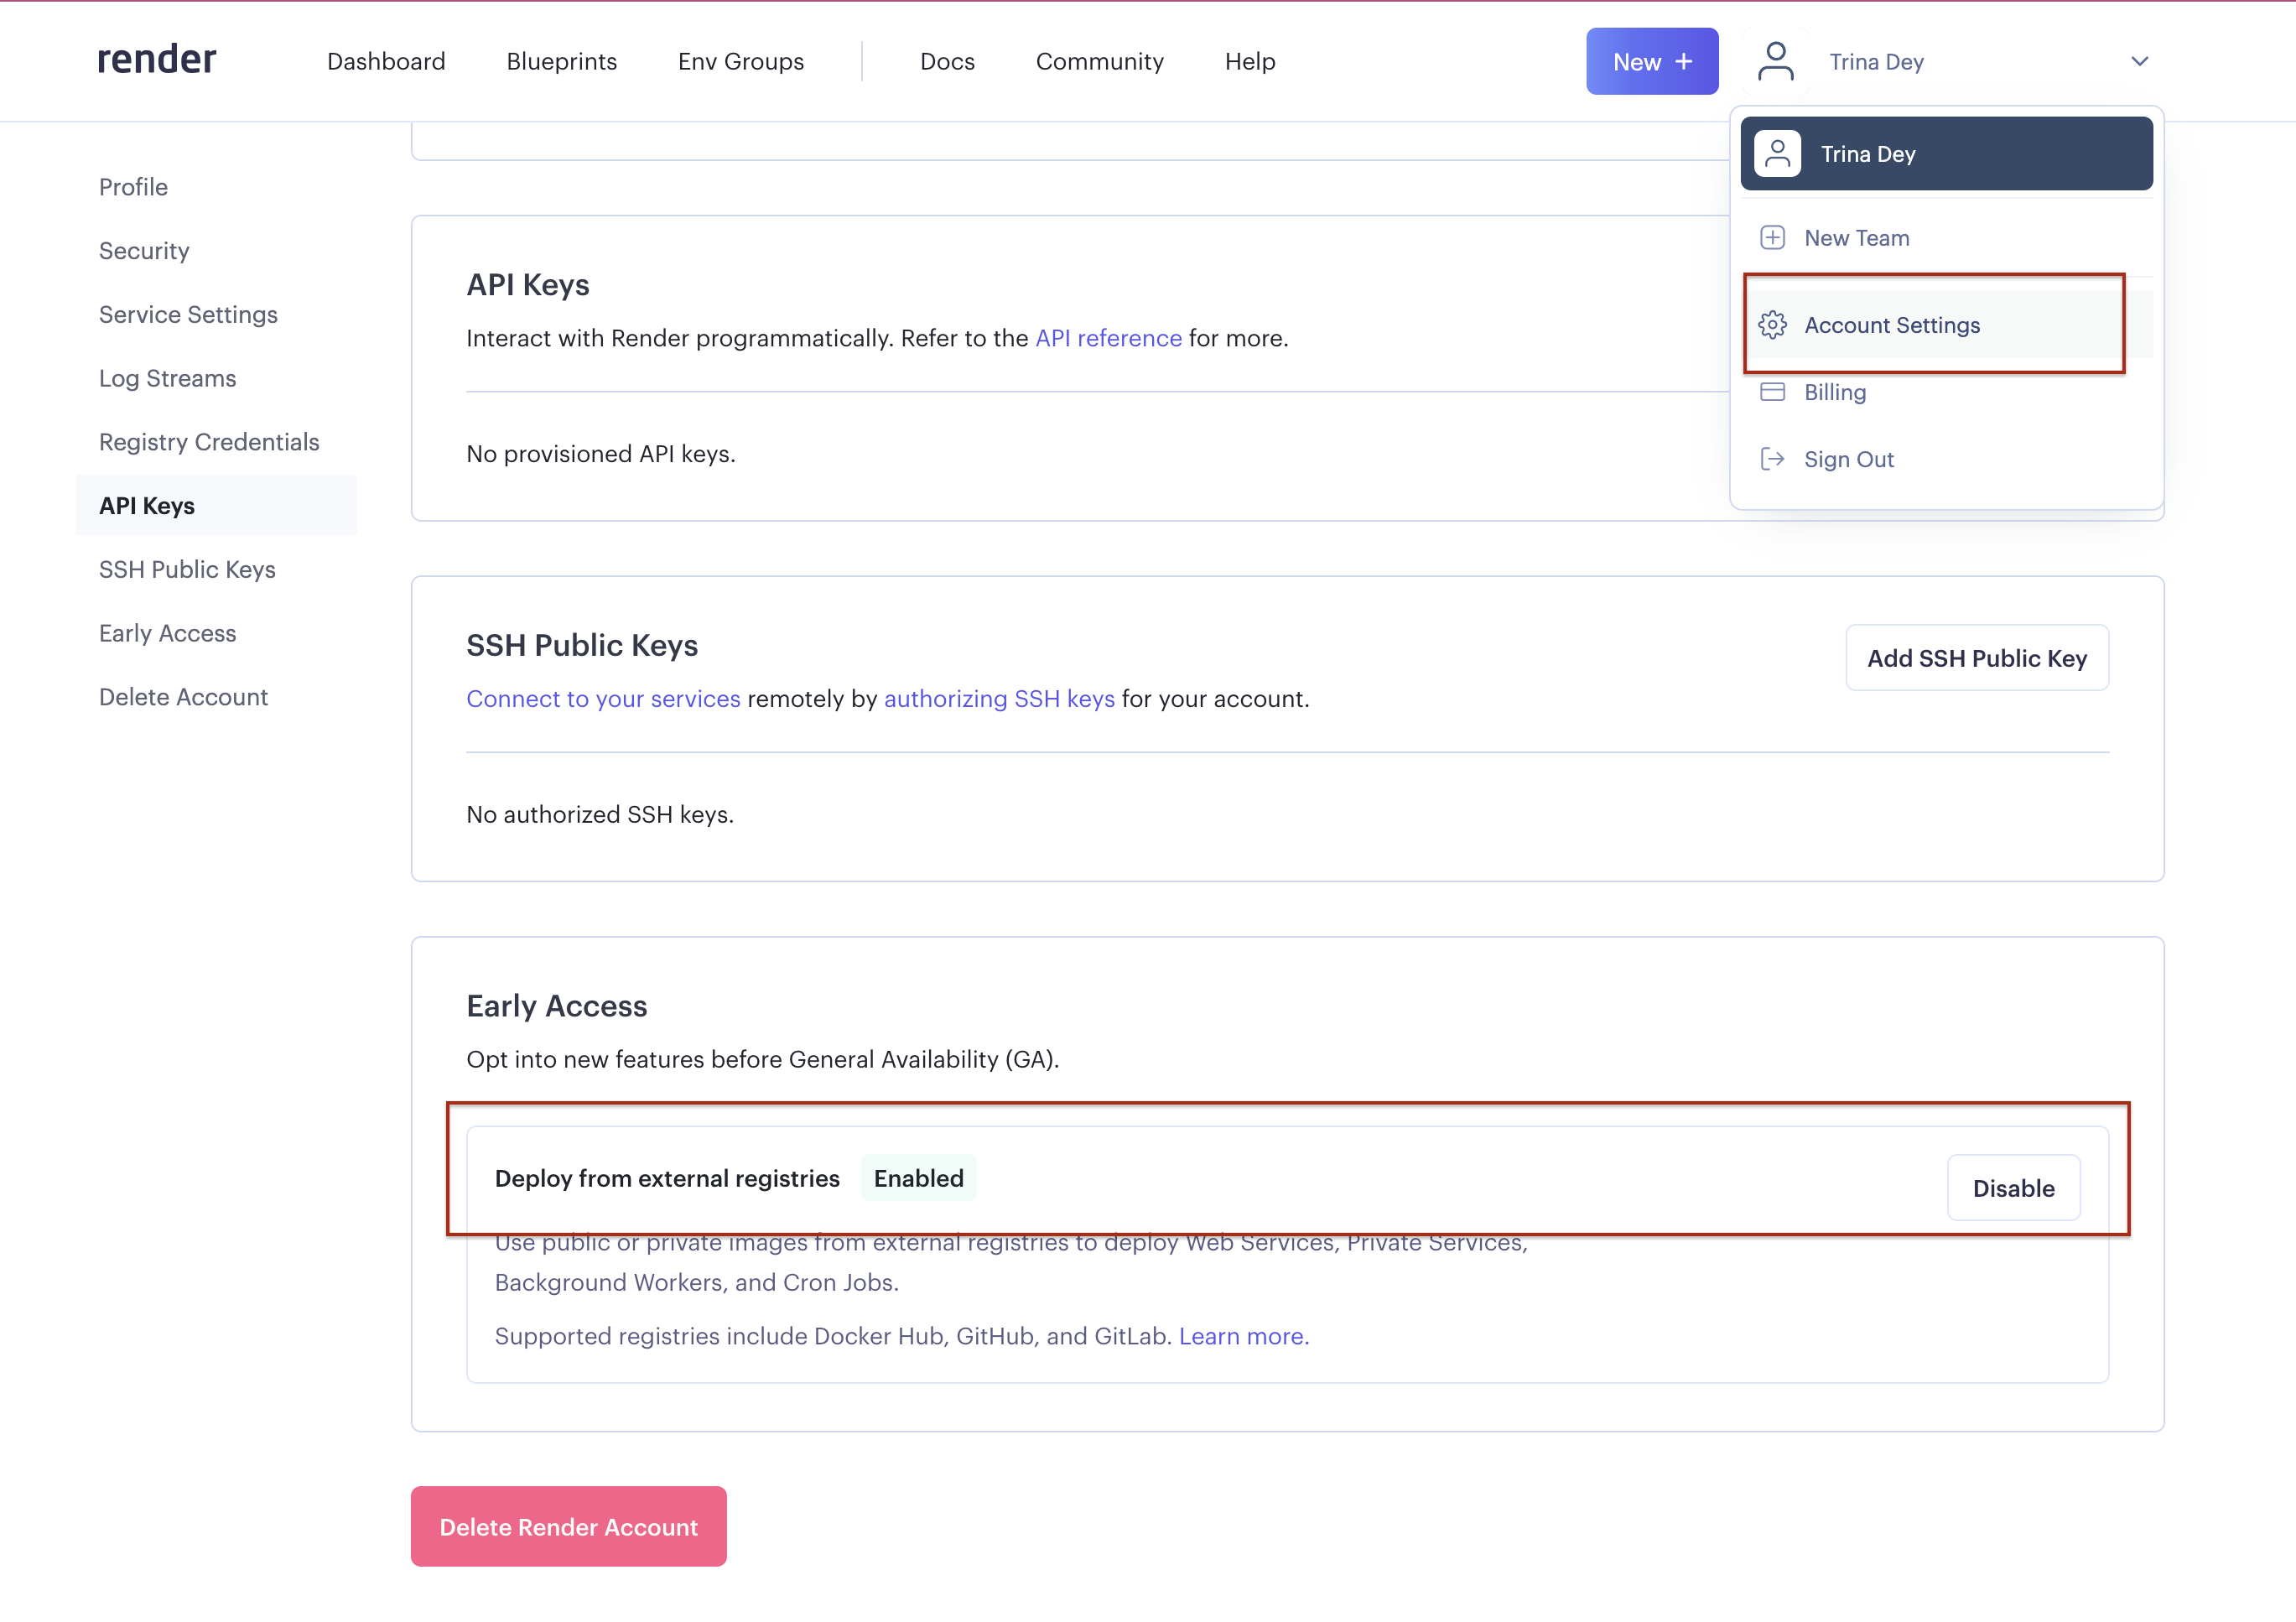 render
Dashboard
Blueprints
Env Groups
Docs
Community
Help
New +
Trina Dey
Trina Dey
New Team
Account Settings
Billing
Sign Out
Profile
Security
Service Settings
Log Streams
Registry Credentials
API Keys
SSH Public Keys
Early Access
Delete Account
API Keys
Interact with Render programmatically. Refer to the API reference for more.
No provisioned API keys.
SSH Public Keys
Add SSH Public Key
Connect to your services remotely by authorizing SSH keys for your account.
No authorized SSH keys.
Early Access
Opt into new features before General Availability (GA).
Deploy from external registries Enabled
Disable
Use public or private images from external registries to deploy Web Services, Private Services,
Background Workers, and Cron Jobs.
Supported registries include Docker Hub, GitHub, and GitLab. Learn more.
Delete Render Account